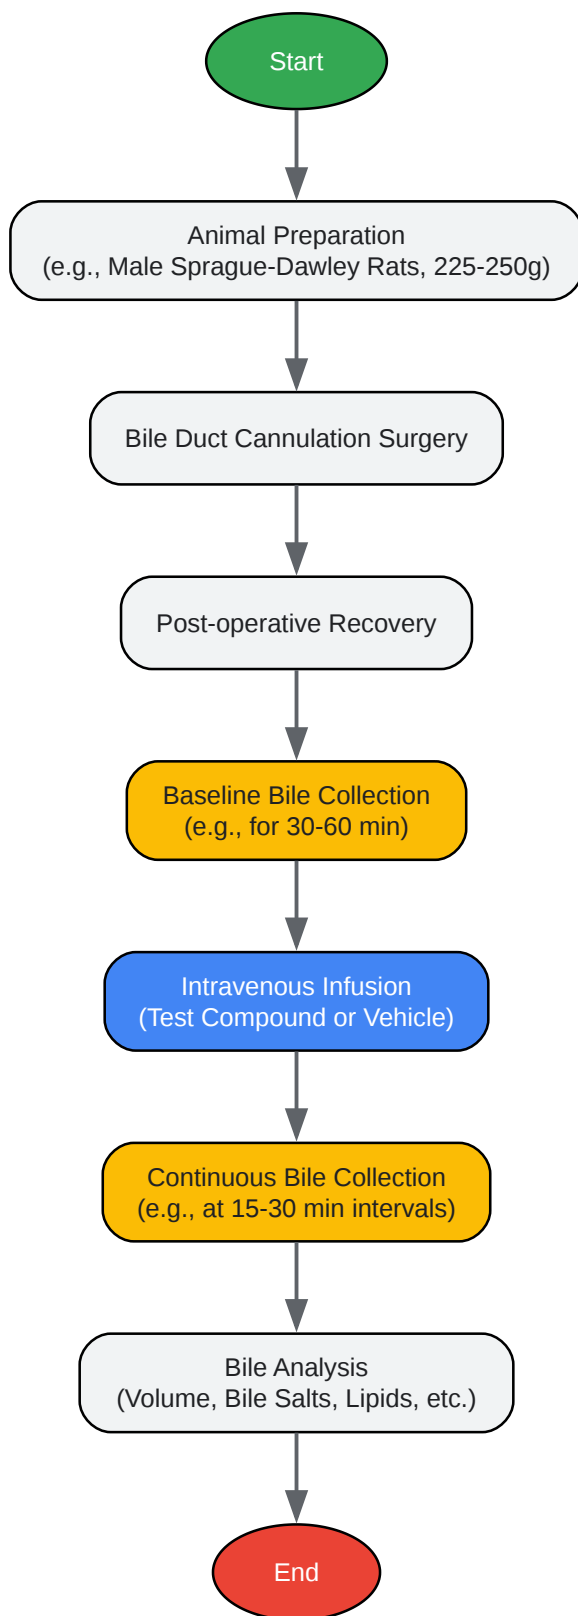 Start
Animal Preparation
(e.g., Male Sprague-Dawley Rats, 225-250g)
Bile Duct Cannulation Surgery
Post-operative Recovery
Baseline Bile Collection
(e.g., for 30-60 min)
Intravenous Infusion
(Test Compound or Vehicle)
Continuous Bile Collection
(e.g., at 15-30 min intervals)
Bile Analysis
(Volume, Bile Salts, Lipids, etc.)
End